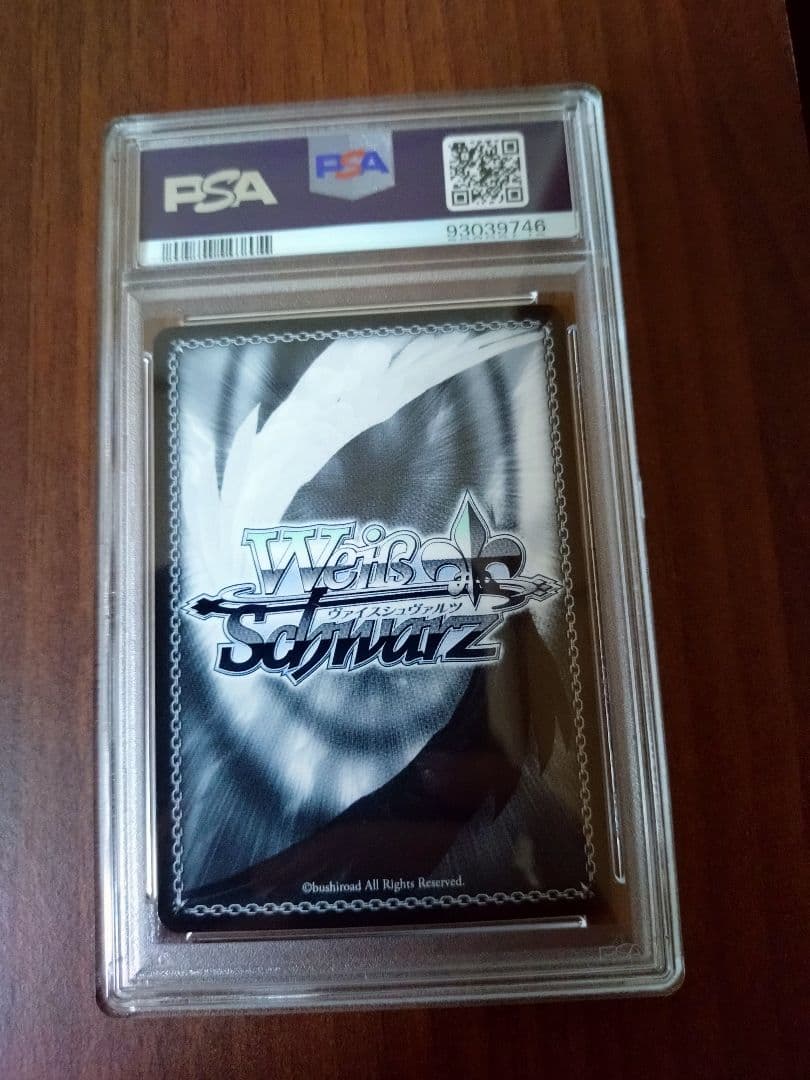 PSA
PSA
93039746
Weiß
ヴァイスシュヴァルツ
Schwarz
©bushiroad All Rights Reserved.
PSA